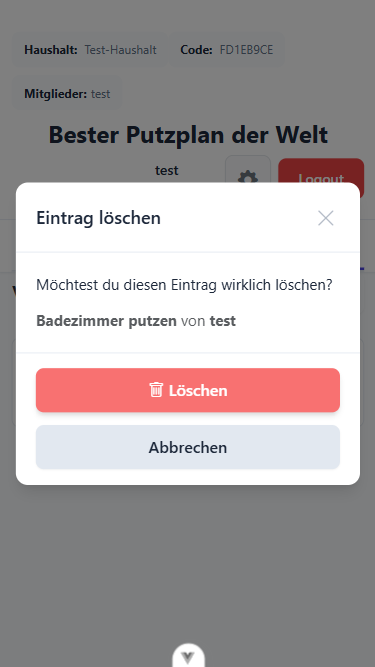 Haushalt: Test-Haushalt Code: FD1EB9CE
Mitglieder: test
Bester Putzplan der Welt
test
Logout
Eintrag löschen
Möchtest du diesen Eintrag wirklich löschen?
Badezimmer putzen von test
Löschen
Abbrechen